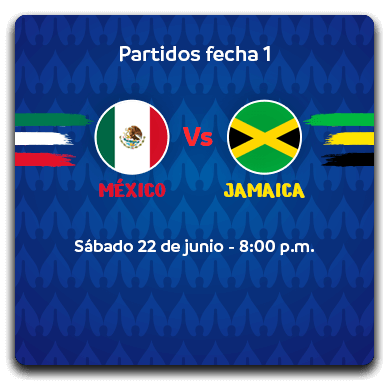 Partidos fecha 1
Vs
MÉXICO
JAMAICA
Sábado 22 de junio - 8:00 p.m.